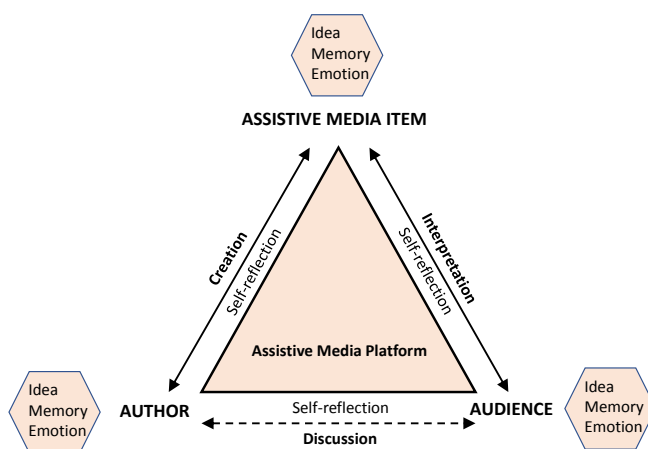 Idea
Memory
Emotion
ASSISTIVE MEDIA ITEM
Creation
Self-reflection
Interpretation
Self-reflection
Assistive Media Platform
Idea
Memory
Emotion
AUTHOR
Self-reflection
Discussion
AUDIENCE
Idea
Memory
Emotion